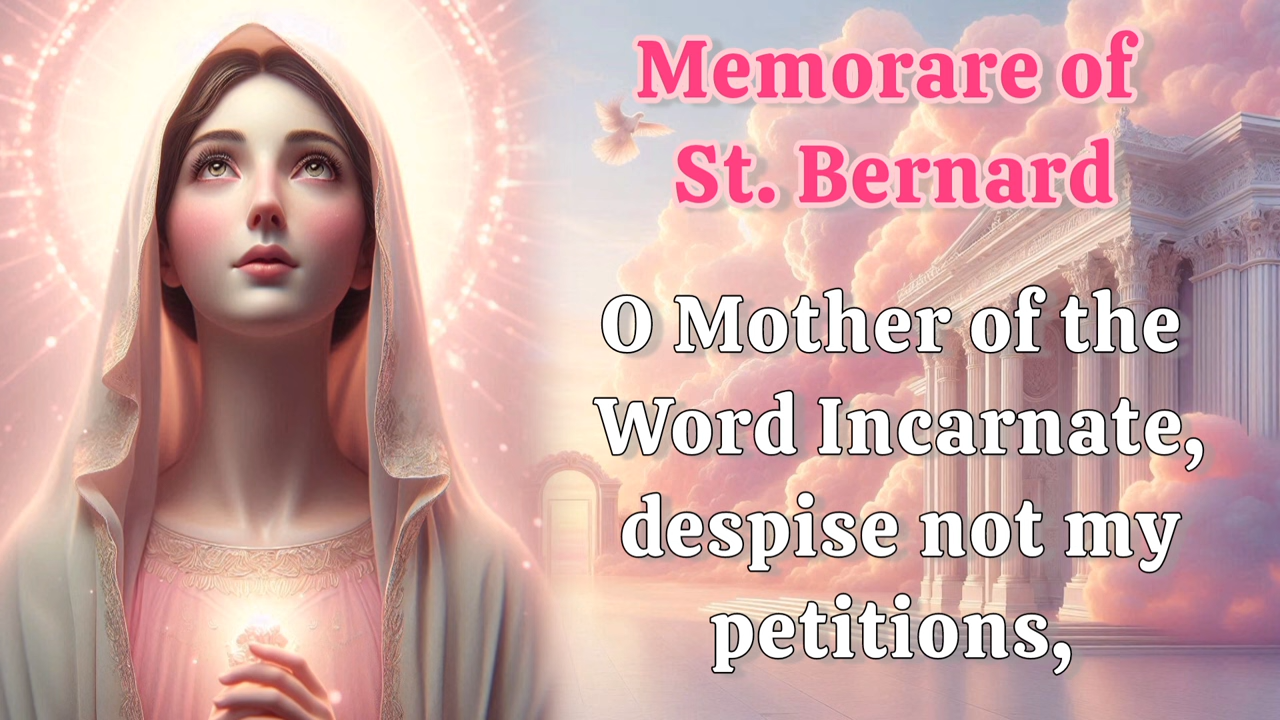 Memorare of
St. Bernard
O Mother of the
Word Incarnate,
despise not my
petitions,